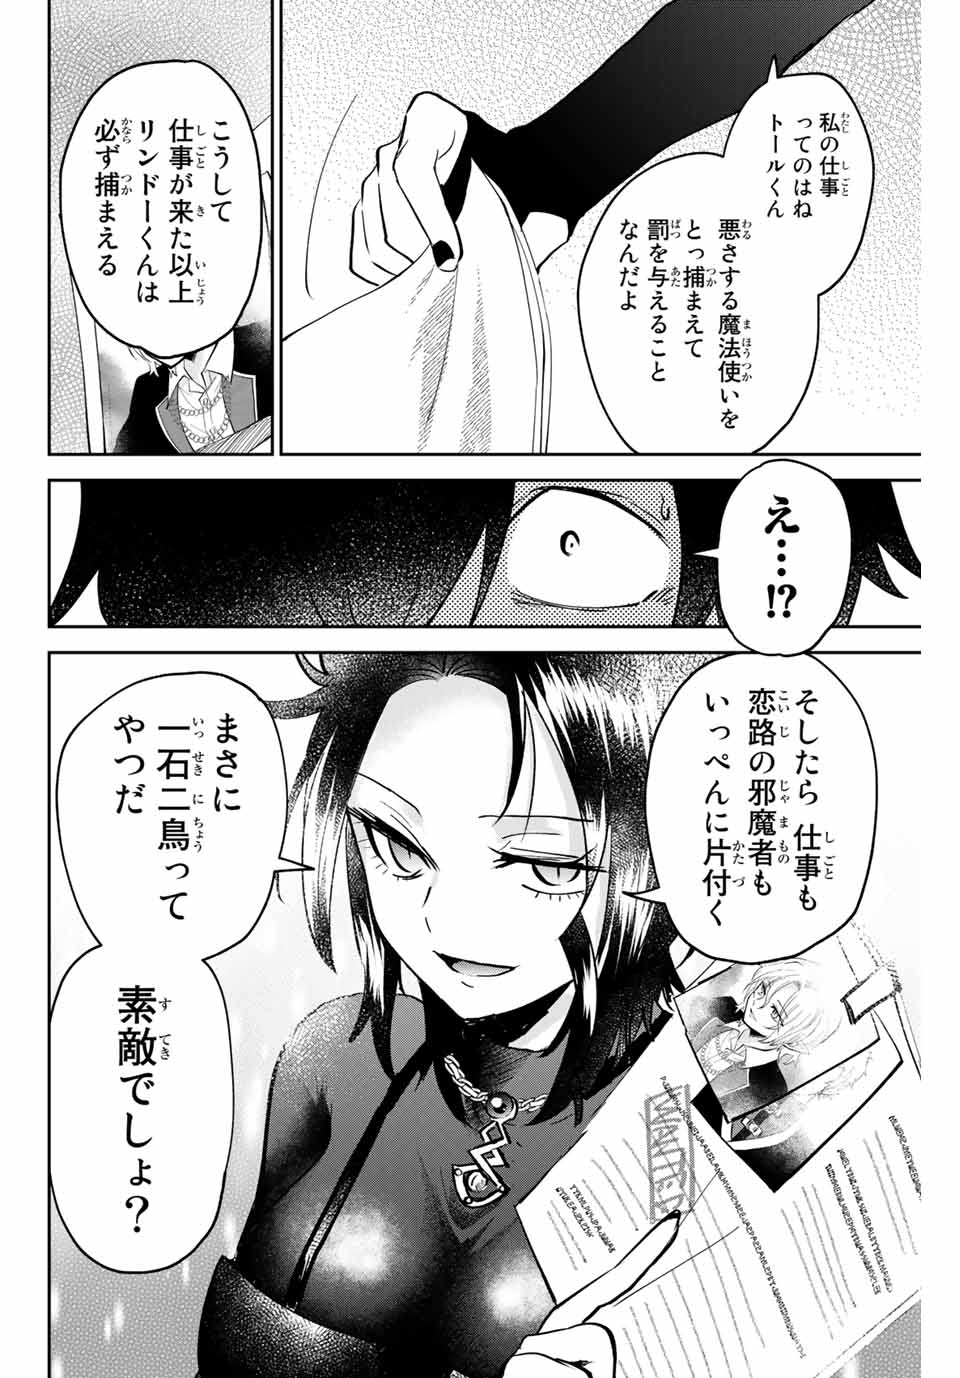 私の仕事
ってのはね
トールくん
悪さする魔法使いを
とっ捕まえて
罰を与えること
なんだよ
こうして
仕事が来た以上
リンドーくんは
必ず捕まえる
え…!?
そしたら 仕事も
恋路の邪魔者も
いっぺんに片付く
まさに
一石二鳥って
やつだ
素敵でしょ？
WANTED